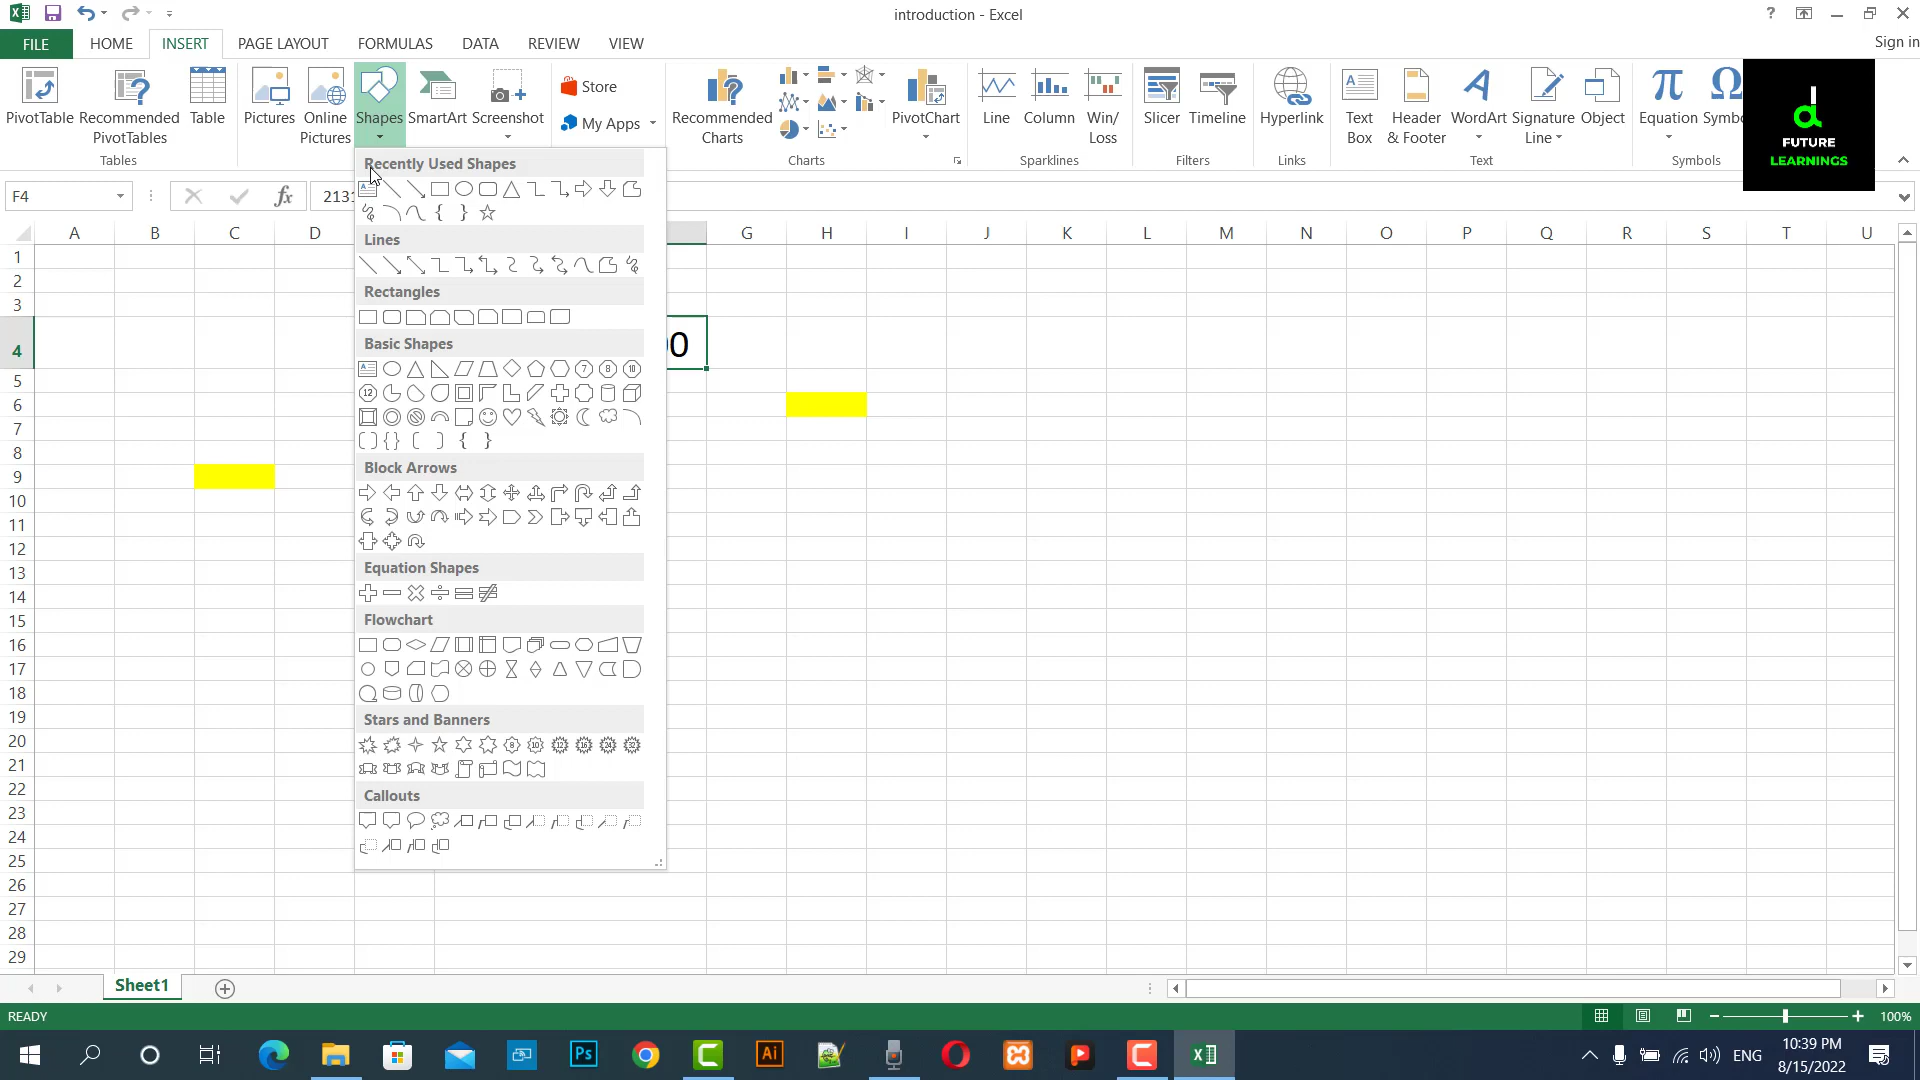 introduction - Excel
?
FILE HOME INSERT PAGE LAYOUT FORMULAS DATA REVIEW VIEW
Sign in
PivotTable Recommended PivotTables Table
Pictures Online Pictures Shapes SmartArt Screenshot
Store
My Apps
Recommended Charts
PivotChart
Line Column Win/ Loss
Slicer Timeline
Hyperlink
Text Box Header & Footer WordArt Signature Line Object
Equation
Tables Charts Sparklines Filters Links Text Symbols
FUTURE
LEARNINGS
F4
fx
Recently Used Shapes
Lines
Rectangles
Basic Shapes
Block Arrows
Equation Shapes
Flowchart
Stars and Banners
Callouts
A B C D G H I J K L M N O P Q R S T U
1
2
3
4
5
6
7
8
9
10
11
12
13
14
15
16
17
18
19
20
21
22
23
24
25
26
27
28
29
Sheet1
READY
100%
Ps
Ai
ENG
10:39 PM
8/15/2022